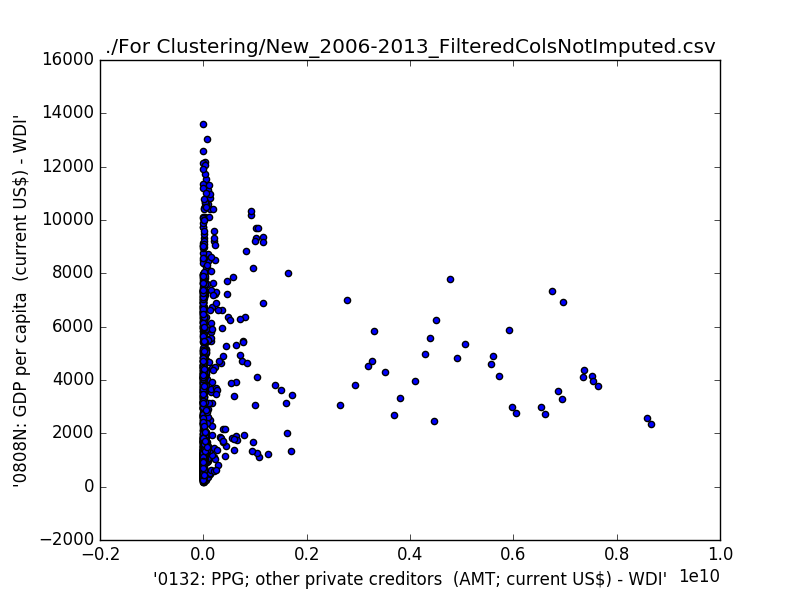 ./For Clustering/New_2006-2013_FilteredColsNotImputed.csv
16000
14000
12000
10000
8000
6000
4000
2000
0
−2000
'0808N: GDP per capita  (current US$) - WDI'
−0.2 0.0 0.2 0.4 0.6 0.8 1.0
1e10
'0132: PPG; other private creditors  (AMT; current US$) - WDI'